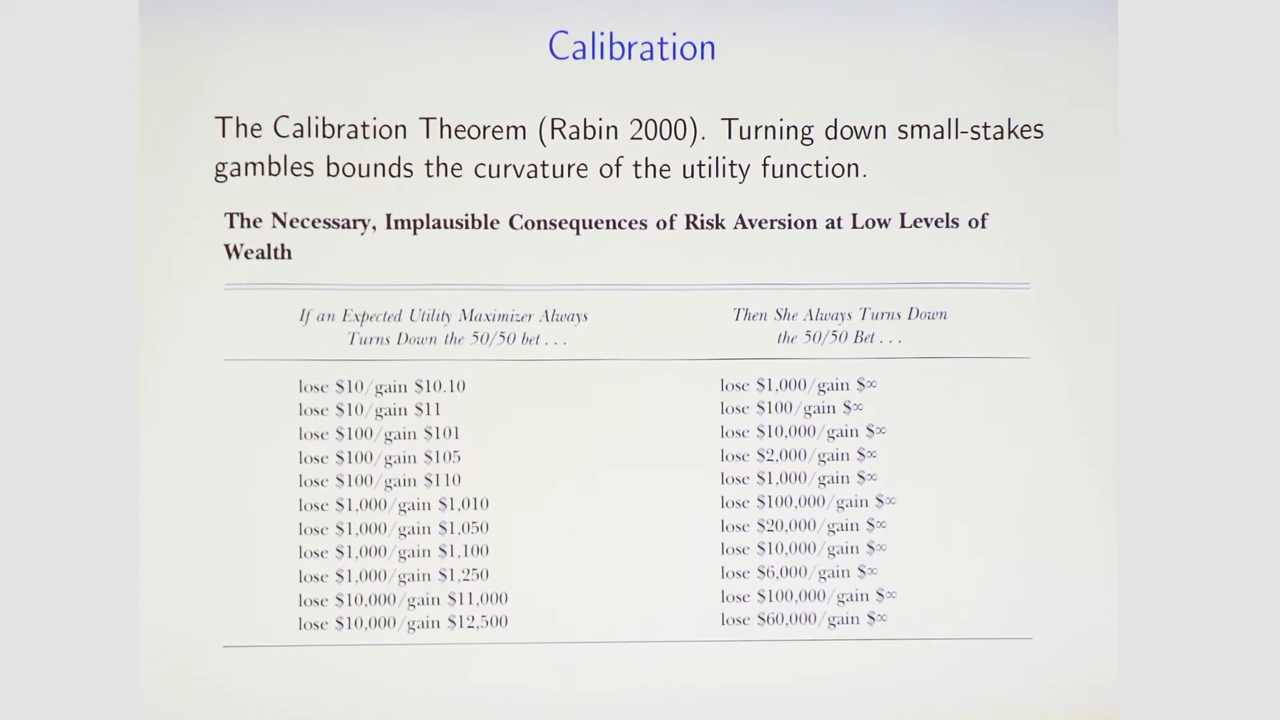 Calibration
The Calibration Theorem (Rabin 2000). Turning down small-stakes
gambles bounds the curvature of the utility function.
The Necessary, Implausible Consequences of Risk Aversion at Low Levels of
Wealth
If an Expected Utility Maximizer Always Then She Always Turns Down
Turns Down the 50/50 bet . . . the 50/50 Bet . . .
lose $10/gain $10.10 lose $1,000/gain $∞
lose $10/gain $11 lose $100/gain $∞
lose $100/gain $101 lose $10,000/gain $∞
lose $100/gain $105 lose $2,000/gain $∞
lose $100/gain $110 lose $1,000/gain $∞
lose $1,000/gain $1,010 lose $100,000/gain $∞
lose $1,000/gain $1,050 lose $20,000/gain $∞
lose $1,000/gain $1,100 lose $10,000/gain $∞
lose $1,000/gain $1,250 lose $6,000/gain $∞
lose $10,000/gain $11,000 lose $100,000/gain $∞
lose $10,000/gain $12,500 lose $60,000/gain $∞